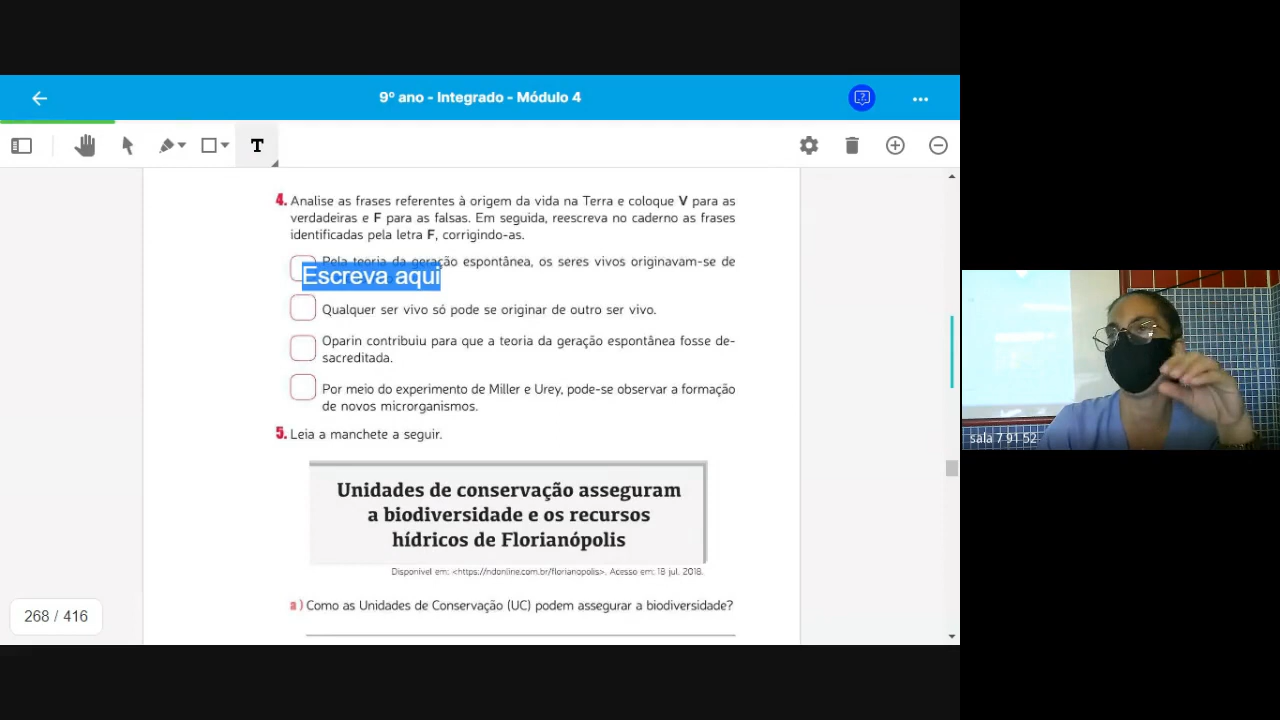 9º ano - Integrado - Módulo 4
T
4. Analise as frases referentes à origem da vida na Terra e coloque V para as
verdadeiras e F para as falsas. Em seguida, reescreva no caderno as frases
identificadas pela letra F, corrigindo-as.
Pela teoria da geração espontânea, os seres vivos originavam-se de
Escreva aqui
Qualquer ser vivo só pode se originar de outro ser vivo.
Oparin contribuiu para que a teoria da geração espontânea fosse de-
sacreditada.
Por meio do experimento de Miller e Urey, pode-se observar a formação
de novos microrganismos.
5. Leia a manchete a seguir.
Unidades de conservação asseguram
a biodiversidade e os recursos
hídricos de Florianópolis
Disponível em: <https://ndonline.com.br/florianopolis>. Acesso em: 18 jul. 2018.
a) Como as Unidades de Conservação (UC) podem assegurar a biodiversidade?
268 / 416
sala 7 91 52